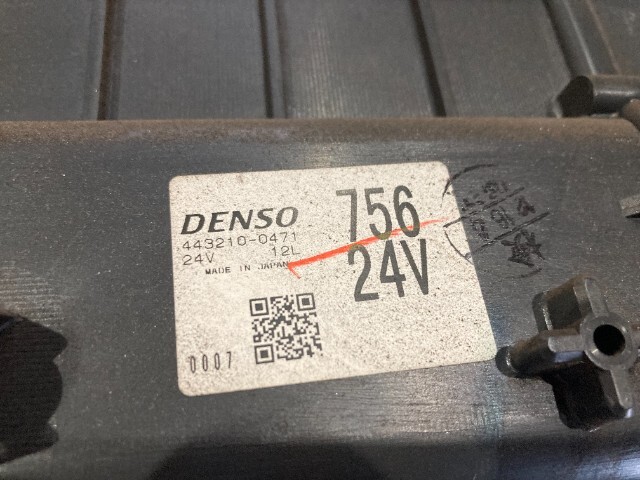 DENSO
756
443210-0471
24V 12L
24V
MADE IN JAPAN
0007